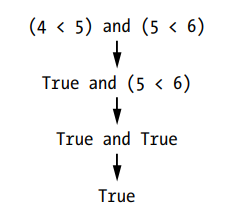 (4 < 5) and (5 < 6)
True and (5 < 6)
True and True
True